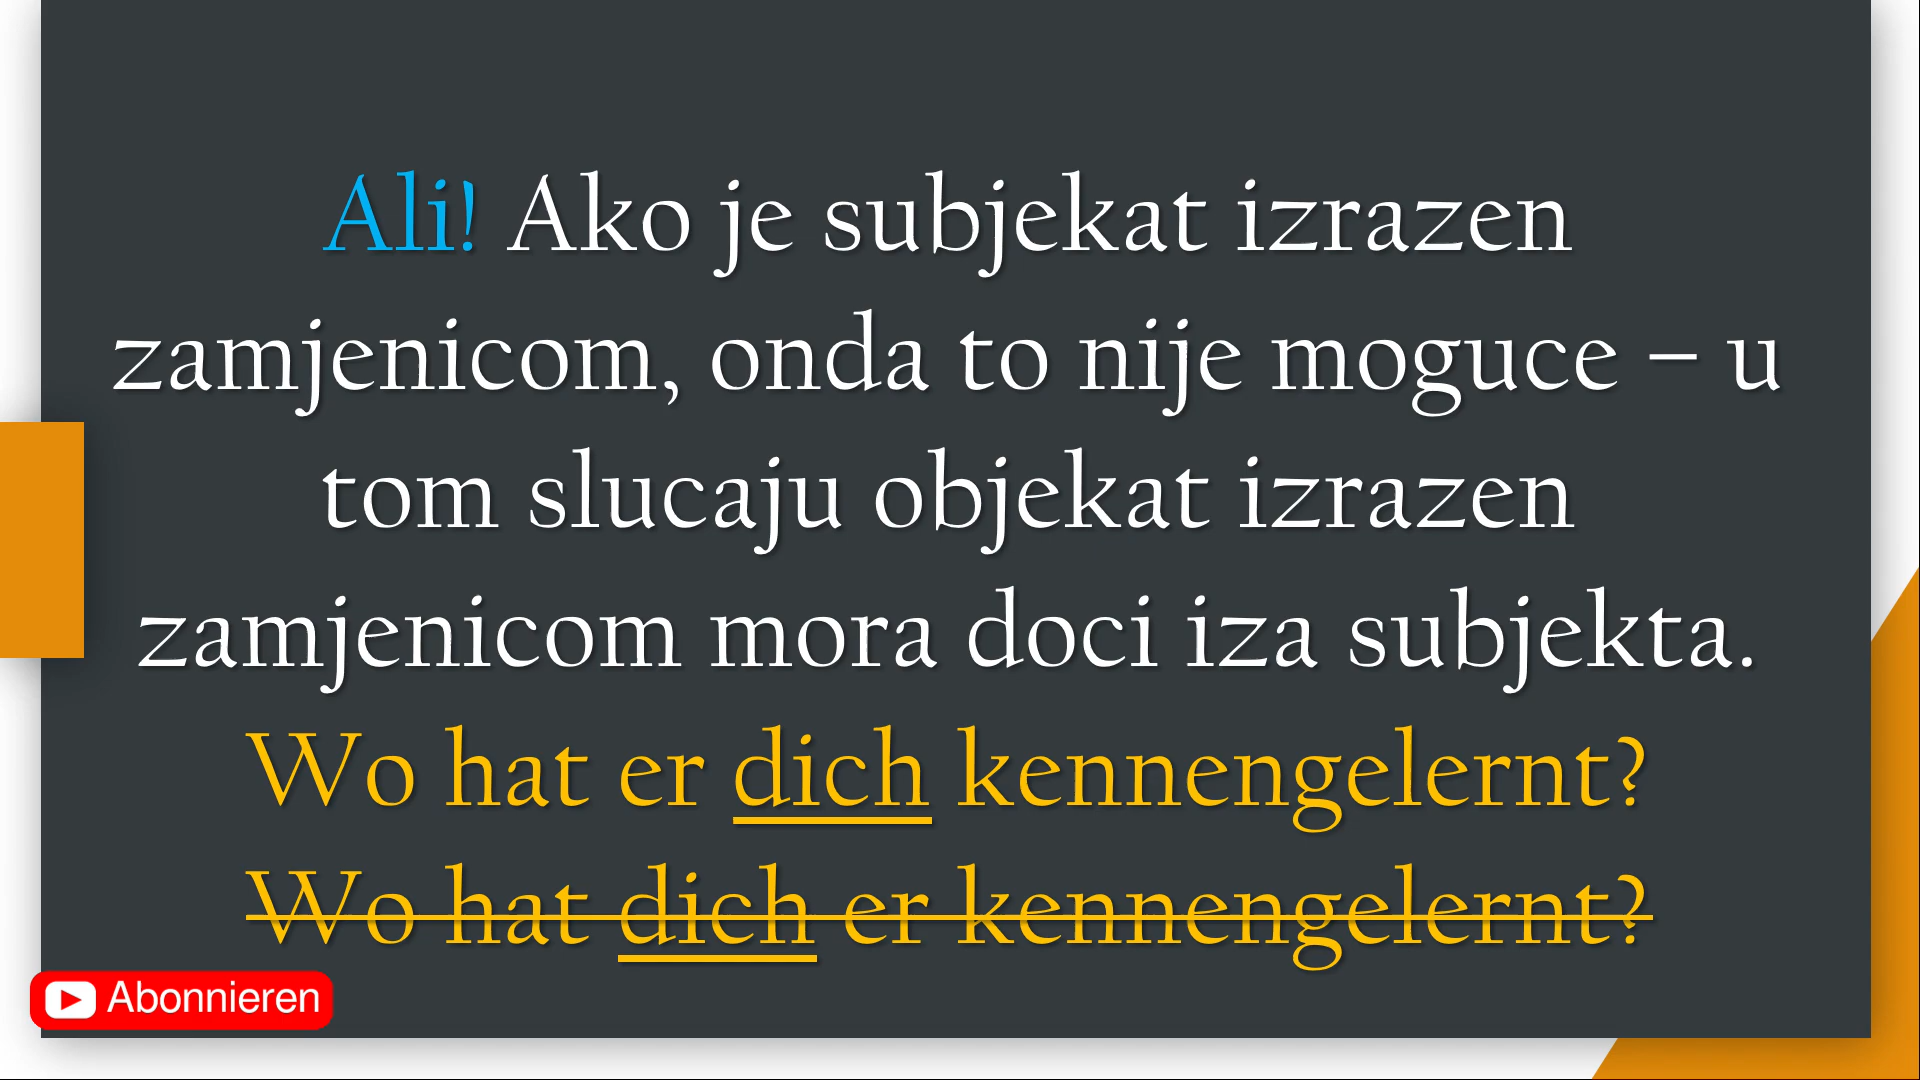 Ali! Ako je subjekat izrazen
zamjenicom, onda to nije moguce – u
tom slucaju objekat izrazen
zamjenicom mora doci iza subjekta.
Wo hat er dich kennengelernt?
Wo hat dich er kennengelernt?
Abonnieren